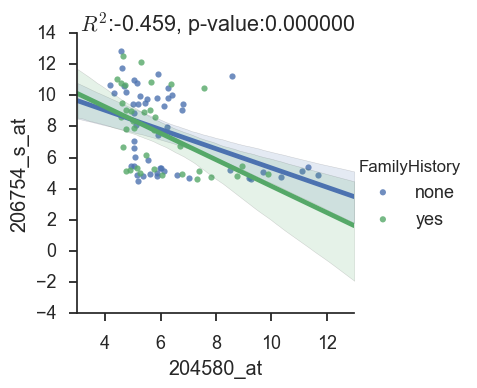 R²:-0.459, p-value:0.000000
14
12
10
8
6
4
2
0
−2
−4
206754_s_at
4 6 8 10 12
204580_at
FamilyHistory
none
yes